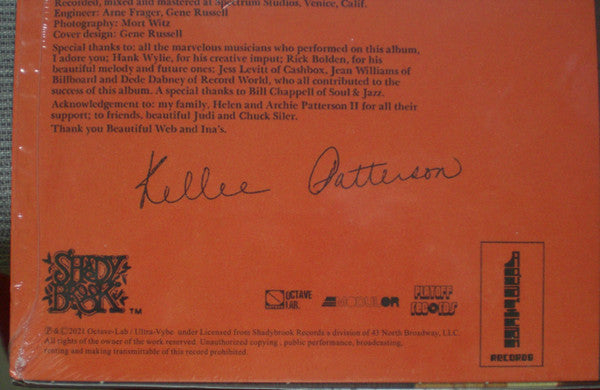 Recorded, mixed and mastered at Spectrum Studios, Venice, Calif.
Engineer: Arne Frager, Gene Russell
Photography: Mort Witz
Cover design: Gene Russell
Special thanks to: all the marvelous musicians who performed on this album,
I adore you; Hank Wylie, for his creative imput; Rick Bolden, for his
beautiful melody and future ones; Jess Levitt of Cashbox, Jean Williams of
Billboard and Dede Dabney of Record World, who all contributed to the
success of this album. A special thanks to Bill Chappell of Soul & Jazz.
Acknowledgement to: my family, Helen and Archie Patterson II for all their
support; to friends, beautiful Judi and Chuck Siler.
Thank you Beautiful Web and Ina's.
Kellee Patterson
SHADY
BROOK
TM
OCTAVE
LAB.
MODULOR
PLAYOFF
RECORDS
RECORDS
℗&©2021 Octave-Lab / Ultra-Vybe under Licensed from Shadybrook Records's division of 43 North Broadway, LLC.
All rights of the owner of the work reserved. Unauthorized copying, public performance, broadcasting,
renting and making transmittable of this record prohibited.